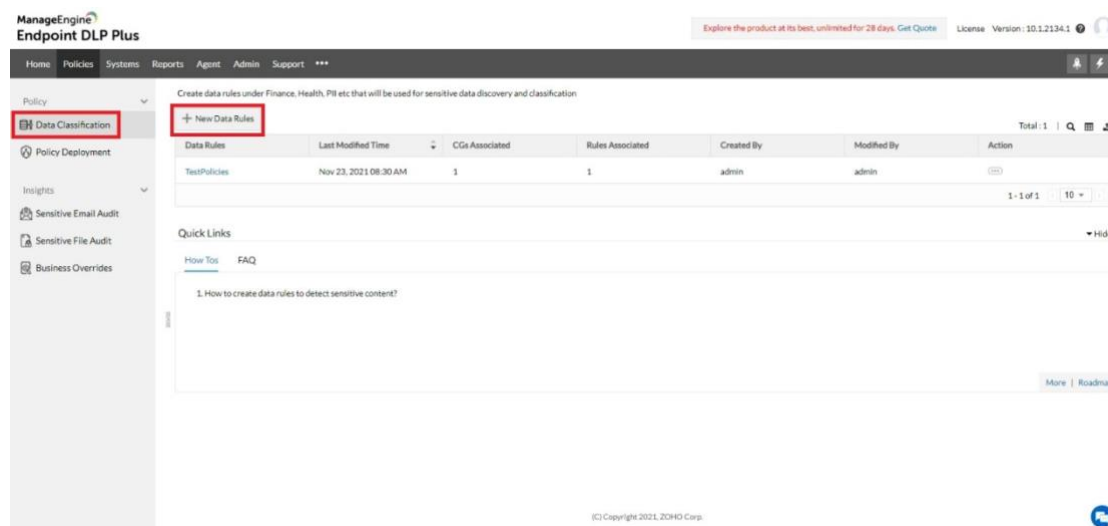 ManageEngine
Endpoint DLP Plus
Explore the product at its best, unlimited for 28 days. Get Quote
License Version : 10.1.2134.1
Home Policies Systems Reports Agent Admin Support •••
Policy
Data Classification
Policy Deployment
Insights
Sensitive Email Audit
Sensitive File Audit
Business Overrides
Create data rules under Finance, Health, PII etc that will be used for sensitive data discovery and classification
+ New Data Rules
Total : 1
Data Rules Last Modified Time CGs Associated Rules Associated Created By Modified By Action
TestPolicies Nov 23, 2021 08:30 AM 1 1 admin admin
1 - 1 of 1 10
Quick Links
Hid
How Tos FAQ
1. How to create data rules to detect sensitive content?
More | Roadma
(C) Copyright 2021, ZOHO Corp.